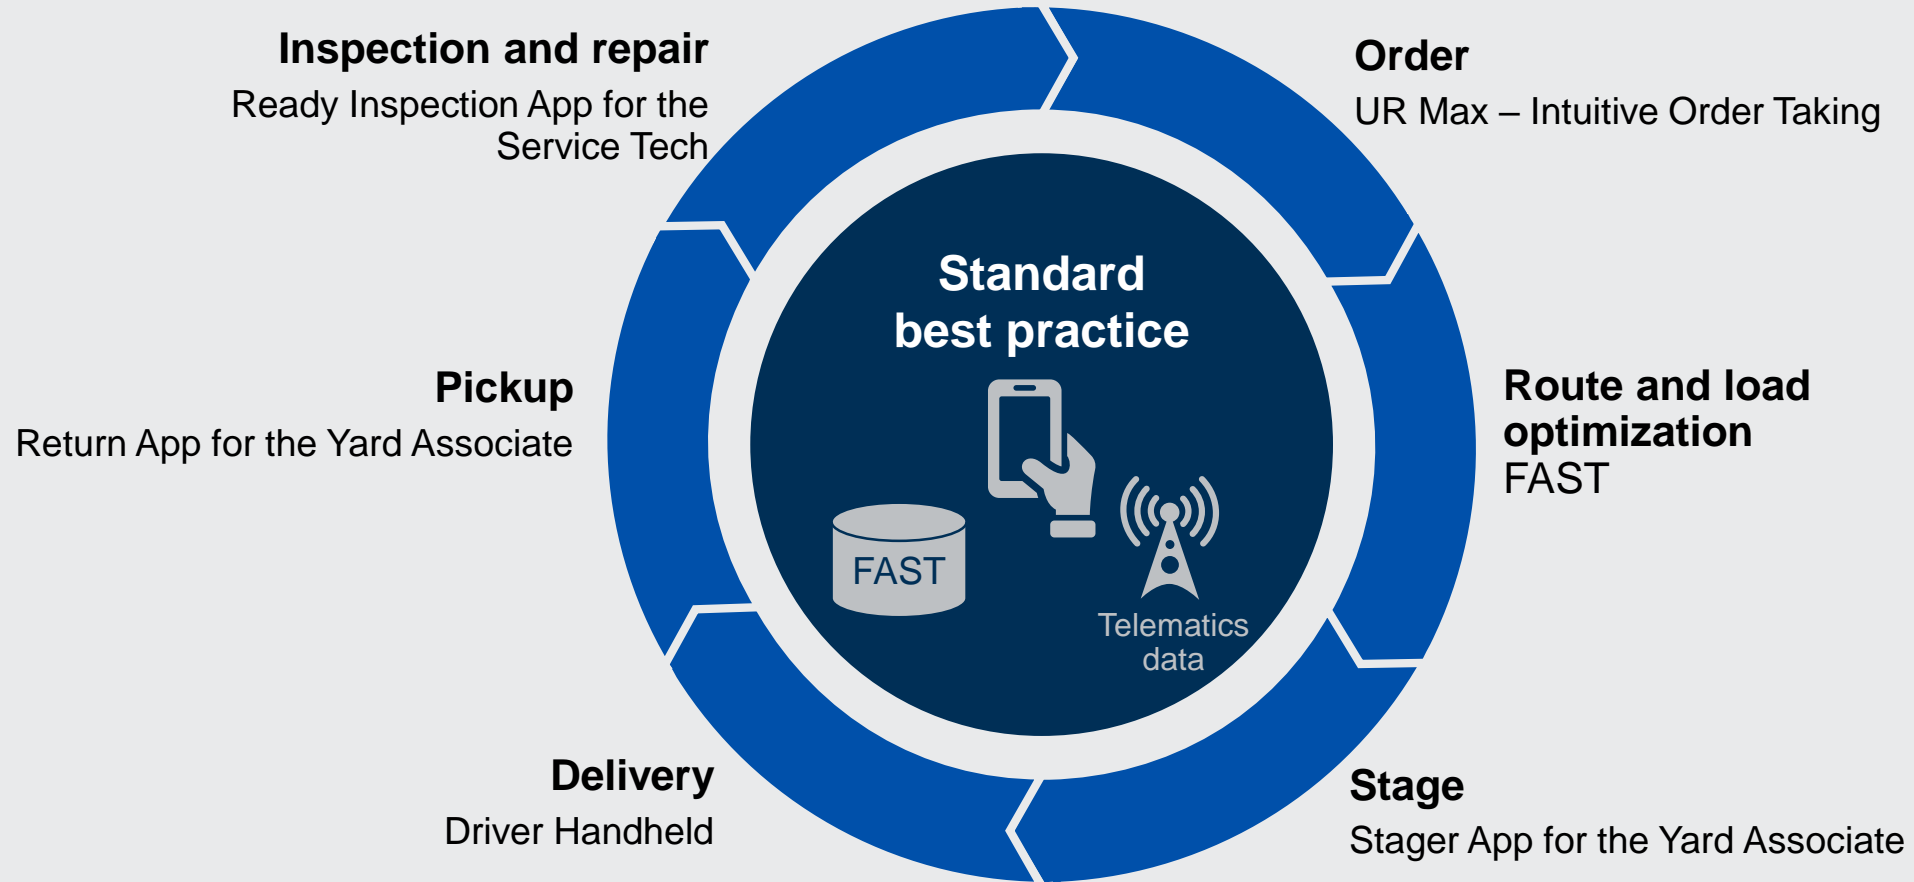 Inspection and repair
Ready Inspection App for the
Service Tech
Order
UR Max – Intuitive Order Taking
Standard
best practice
Pickup
Return App for the Yard Associate
Route and load
optimization
FAST
FAST
Telematics
data
Delivery
Driver Handheld
Stage
Stager App for the Yard Associate